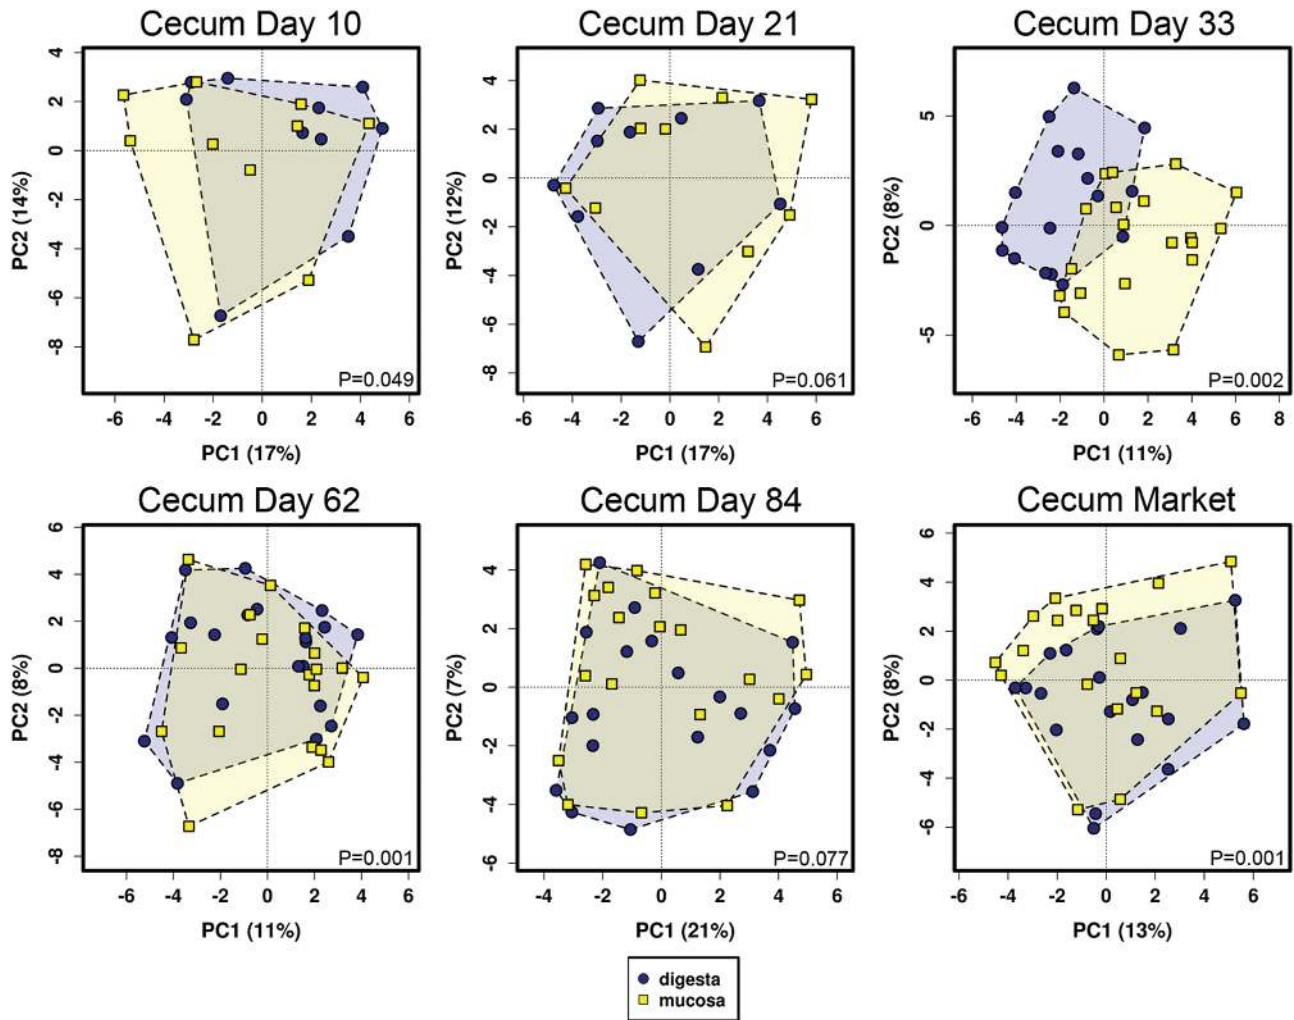 Cecum Day 10
4
2
0
-2
-4
-6
-8
PC2 (14%)
P=0.049
-6 -4 -2 0 2 4 6
PC1 (17%)
Cecum Day 21
4
2
0
-2
-4
-6
-8
PC2 (12%)
P=0.061
-6 -4 -2 0 2 4 6
PC1 (17%)
Cecum Day 33
5
0
-5
PC2 (8%)
P=0.002
-6 -4 -2 0 2 4 6 8
PC1 (11%)
Cecum Day 62
6
4
2
0
-2
-4
-6
-8
PC2 (8%)
P=0.001
-6 -4 -2 0 2 4 6
PC1 (11%)
Cecum Day 84
4
2
0
-2
-4
-6
PC2 (7%)
P=0.077
-4 -2 0 2 4 6
PC1 (21%)
Cecum Market
6
4
2
0
-2
-4
-6
PC2 (8%)
P=0.001
-6 -4 -2 0 2 4 6
PC1 (13%)
digesta
mucosa